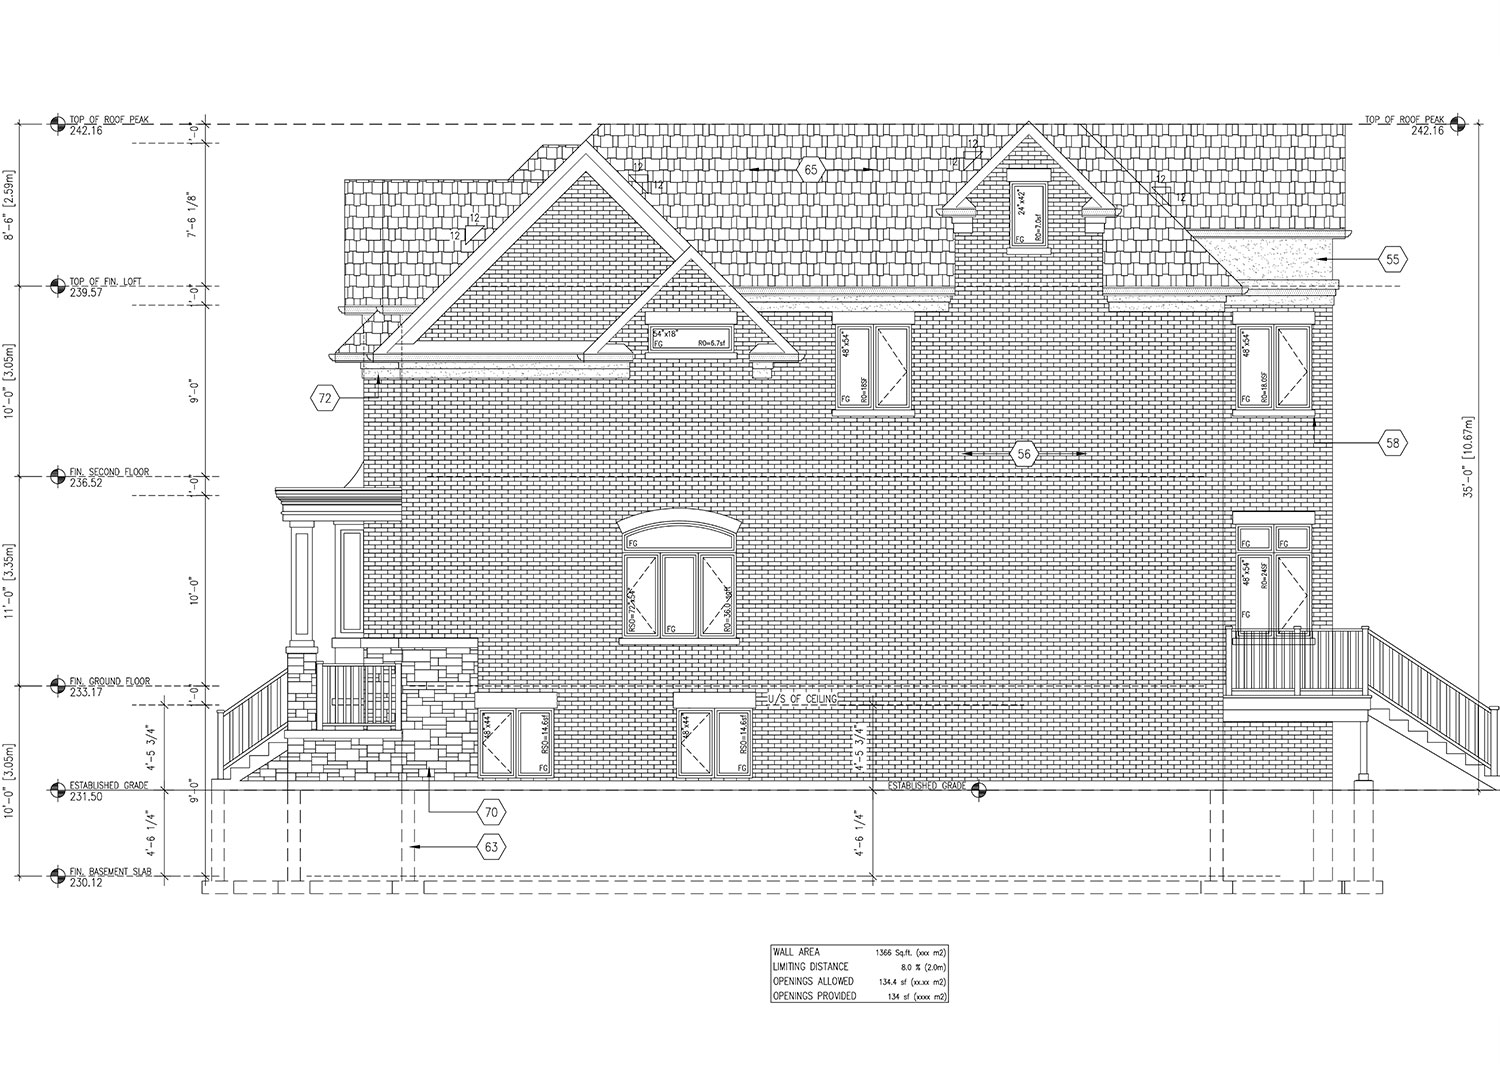 TOP OF ROOF PEAK
242.16
TOP OF ROOF PEAK
242.16
1'-0"
12
12
12
12
65
12
12
12
12
8'-6" [2.59m]
7'-6 1/8"
24"x42"
RO=7.0sf
FG
55
TOP OF FIN. LOFT
239.57
1'-0"
54"x18"
FG
RO=6.7sf
48"x54"
FG
RO=18SF
48"x54"
FG
RO=18.0SF
10'-0" [3.05m]
9'-0"
72
58
56
35'-0" [10.67m]
FIN. SECOND FLOOR
236.52
1'-0"
FG
RSO=72x54"
FG
RO=36.0 sqft
FG
FG
48"x54"
RO=24SF
FG
11'-0" [3.35m]
10'-0"
FIN. GROUND FLOOR
233.17
1'-0"
U/S OF CEILING
48"x44"
RSO=14.6sf
FG
48"x44"
RSO=14.6sf
FG
4'-5 3/4"
4'-5 3/4"
10'-0" [3.05m]
9'-0"
ESTABLISHED GRADE
231.50
ESTABLISHED GRADE
70
4'-6 1/4"
4'-6 1/4"
63
FIN. BASEMENT SLAB
230.12
WALL AREA 1366 Sq.ft. (xxx m2)
LIMITING DISTANCE 8.0 % (2.0m)
OPENINGS ALLOWED 134.4 sf (xx.xx m2)
OPENINGS PROVIDED 134 sf (xxxx m2)